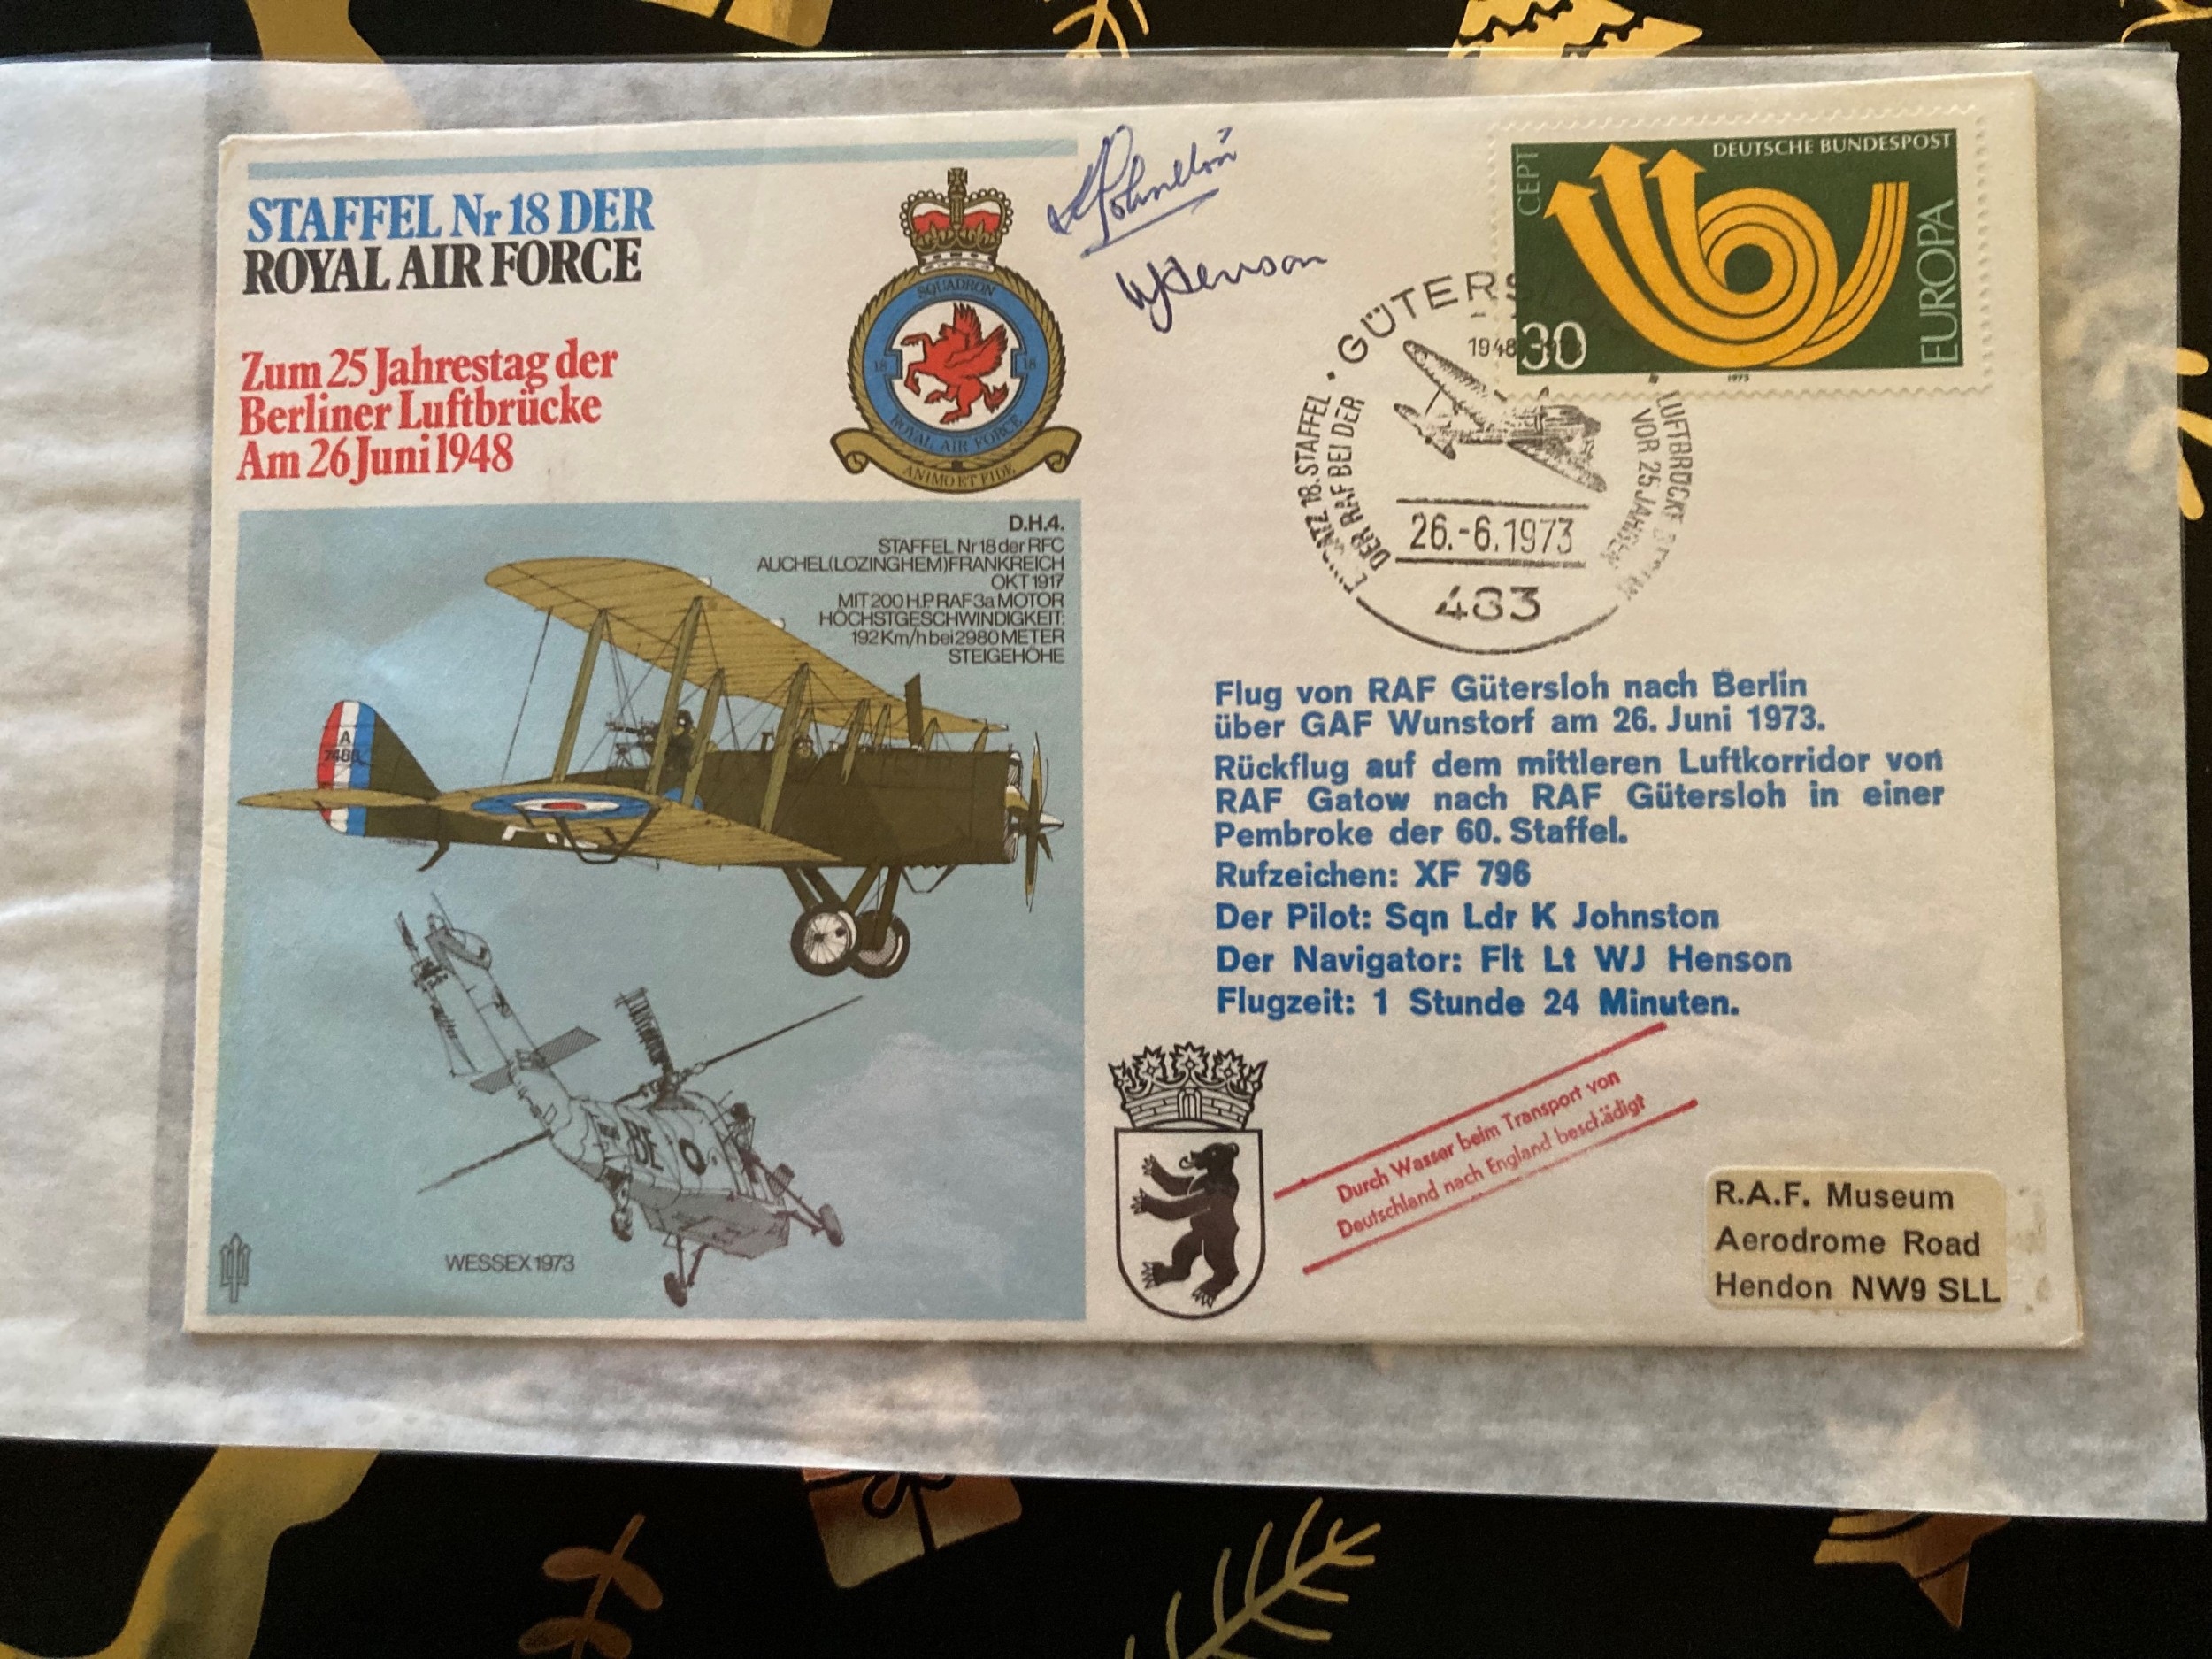 STAFFEL Nr 18 DER
ROYAL AIR FORCE
Zum 25 Jahrestag der
Berliner Luftbrücke
Am 26 Juni 1948
SQUADRON
18 18
ROYAL AIR FORCE
ANIMO ET FIDE
K Johnston
WJHenson
CEPT
DEUTSCHE BUNDESPOST
EUROPA
30
1973
GÜTERS
1948
18. STAFFEL
DER RAF BEI DER
LUFTBRÜCKE
VOR 25 JAHREN
26.-6.1973
483
D.H.4.
STAFFEL Nr 18 der RFC
AUCHEL(LOZINGHEM)FRANKREICH
OKT 1917
MIT 200 H.P RAF 3a MOTOR
HÖCHSTGESCHWINDIGKEIT:
192 Km/h bei 2980 METER
STEIGEHÖHE
A
7488
BE
WESSEX 1973
Flug von RAF Gütersloh nach Berlin
über GAF Wunstorf am 26. Juni 1973.
Rückflug auf dem mittleren Luftkorridor von
RAF Gatow nach RAF Gütersloh in einer
Pembroke der 60. Staffel.
Rufzeichen: XF 796
Der Pilot: Sqn Ldr K Johnston
Der Navigator: Flt Lt WJ Henson
Flugzeit: 1 Stunde 24 Minuten.
Durch Wasser beim Transport von
Deutschland nach England beschädigt
R.A.F. Museum
Aerodrome Road
Hendon NW9 SLL